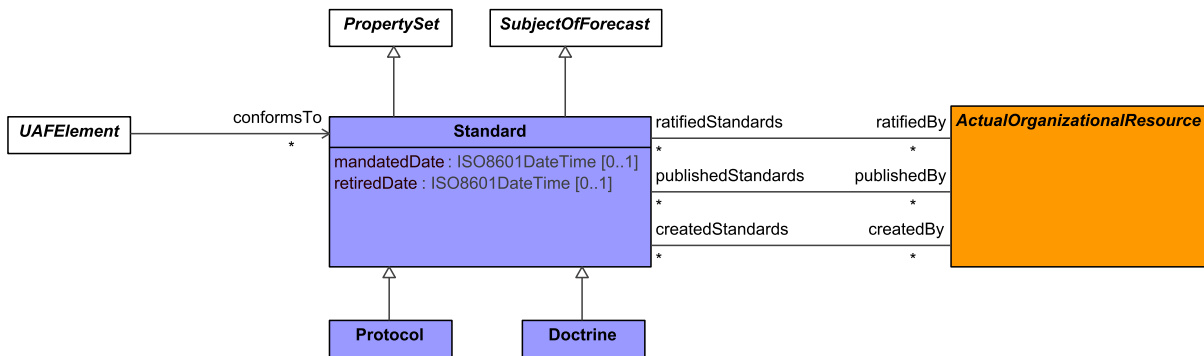 PropertySet
SubjectOfForecast
UAFElement
conformsTo
*
Standard
mandatedDate : ISO8601DateTime [0..1]
retiredDate : ISO8601DateTime [0..1]
ratifiedStandards
ratifiedBy
*
*
publishedStandards
publishedBy
*
*
createdStandards
createdBy
*
*
ActualOrganizationalResource
Protocol
Doctrine